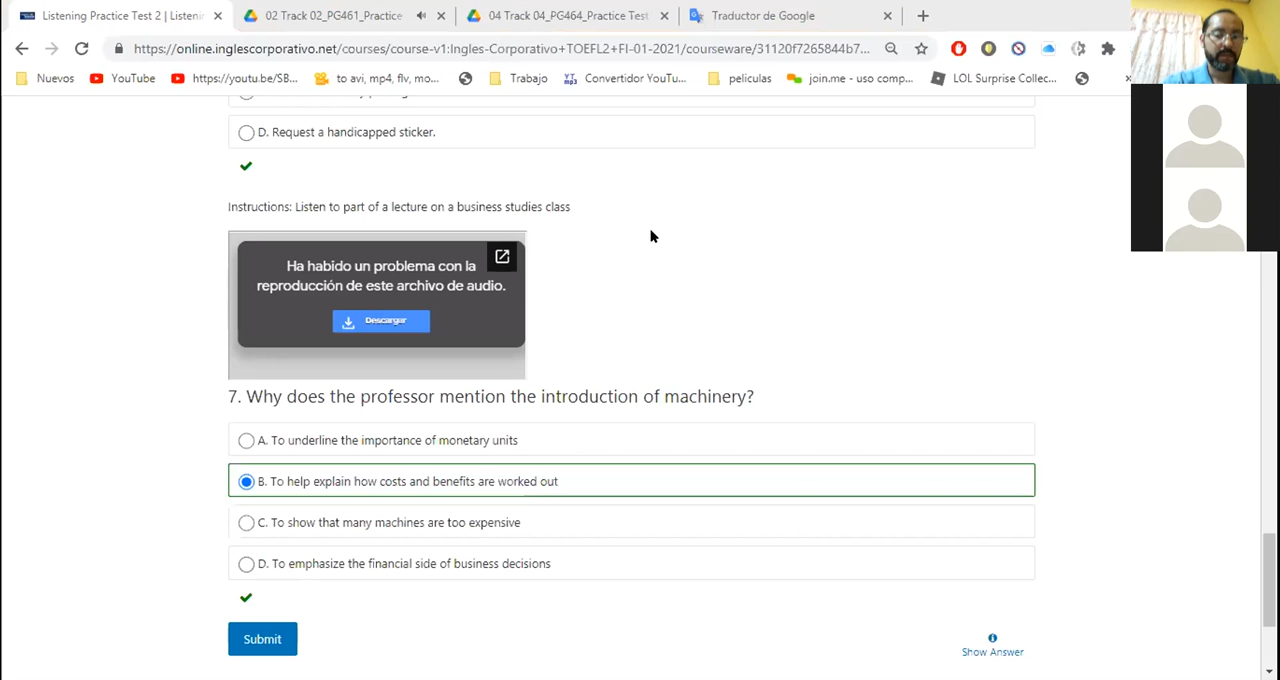 Listening Practice Test 2 | Listenin
02 Track 02_PG461_Practice
04 Track 04_PG464_Practice Test
Traductor de Google
https://online.inglescorporativo.net/courses/course-v1:Ingles-Corporativo+TOEFL2+FI-01-2021/courseware/31120f7265844b7...
Nuevos
YouTube
https://youtu.be/SB...
to avi, mp4, flv, mo...
Trabajo
Convertidor YouTu...
peliculas
join.me - uso comp...
LOL Surprise Collec...
D. Request a handicapped sticker.
Instructions: Listen to part of a lecture on a business studies class
Ha habido un problema con la
reproducción de este archivo de audio.
Descargar
7. Why does the professor mention the introduction of machinery?
A. To underline the importance of monetary units
B. To help explain how costs and benefits are worked out
C. To show that many machines are too expensive
D. To emphasize the financial side of business decisions
Submit
Show Answer